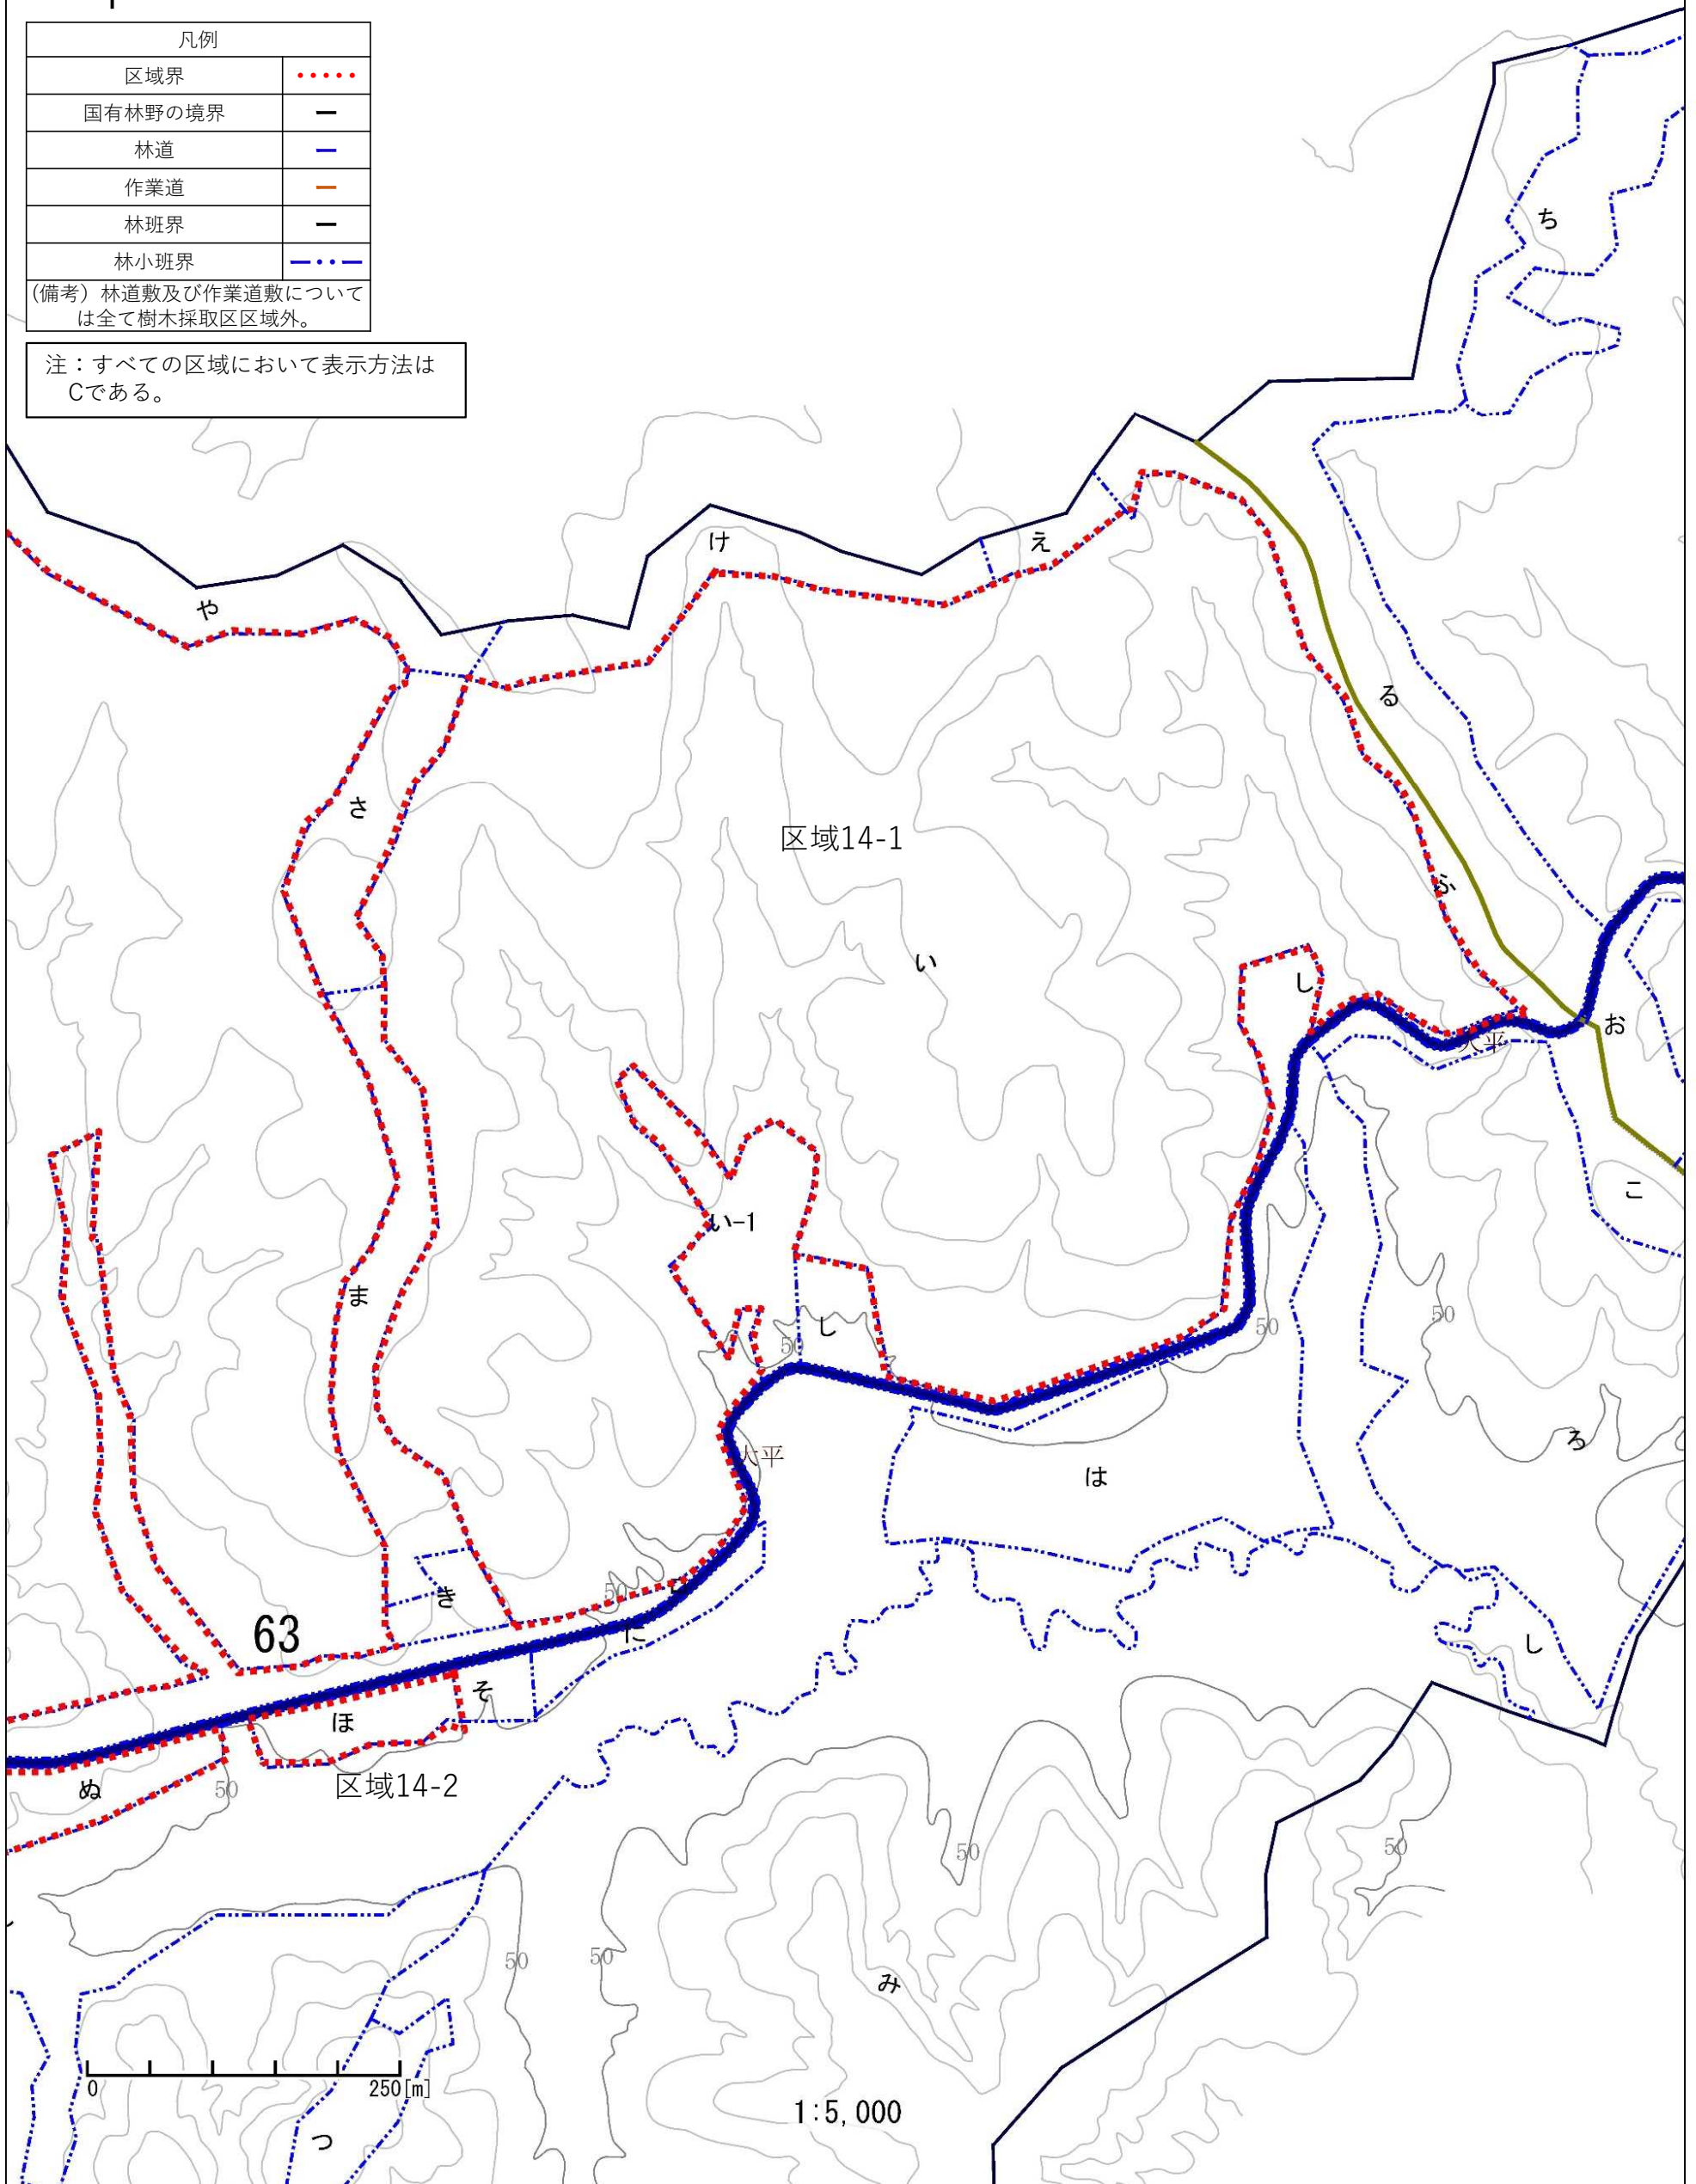 凡例
区域界
国有林野の境界
林道
作業道
林班界
林小班界
(備考) 林道敷及び作業道敷について
は全て樹木採取区区域外。
注：すべての区域において表示方法は
Cである。
ち
け
え
や
る
さ
区域14-1
ふ
い
し
お
大平
こ
い-1
ま
し
50
50
50
ろ
大平
は
50
き
63
に
し
そ
ほ
ぬ
50
区域14-2
50
50
50
50
み
0
250[m]
1:5,000
つ